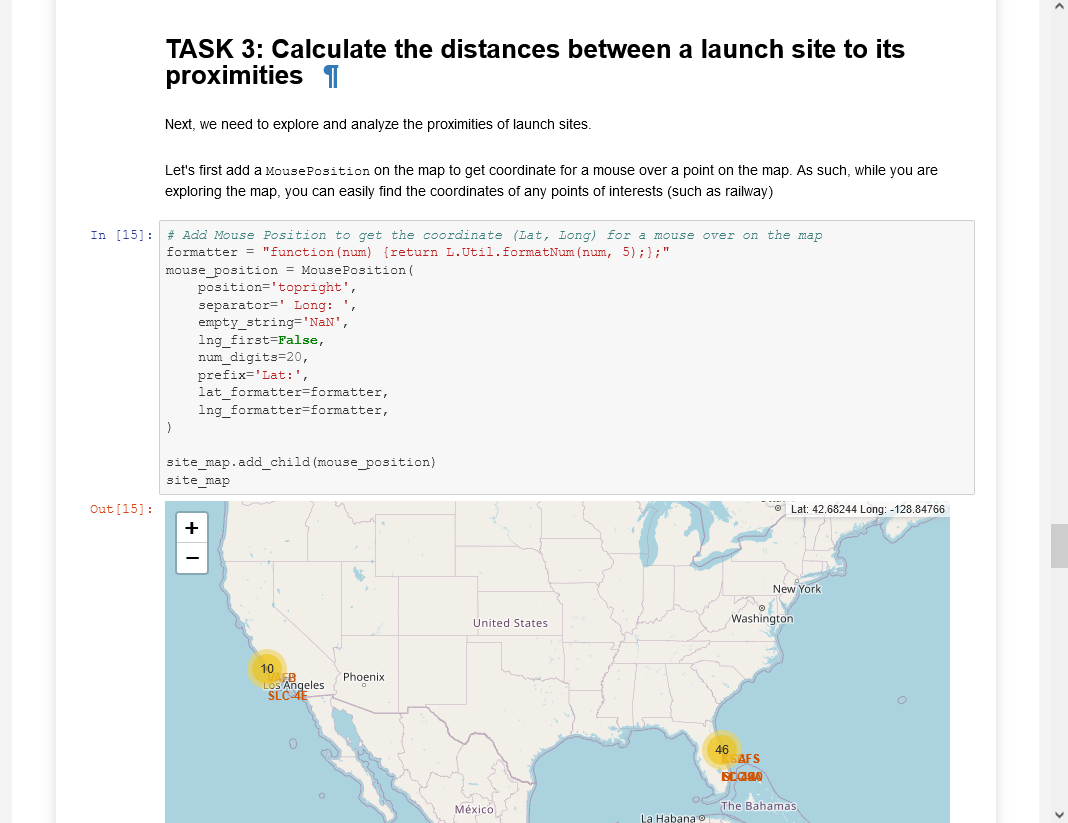 TASK 3: Calculate the distances between a launch site to its
proximities ¶
Next, we need to explore and analyze the proximities of launch sites.
Let's first add a MousePosition on the map to get coordinate for a mouse over a point on the map. As such, while you are
exploring the map, you can easily find the coordinates of any points of interests (such as railway)
In [15]:
# Add Mouse Position to get the coordinate (Lat, Long) for a mouse over on the map
formatter = "function(num) {return L.Util.formatNum(num, 5);};"
mouse_position = MousePosition(
    position='topright',
    separator=' Long: ',
    empty_string='NaN',
    lng_first=False,
    num_digits=20,
    prefix='Lat:',
    lat_formatter=formatter,
    lng_formatter=formatter,
)
site_map.add_child(mouse_position)
site_map
Out[15]:
+
−
Lat: 42.68244 Long: -128.84766
New York
Washington
United States
10
VAFB
Los Angeles
SLC-4E
Phoenix
46
México
The Bahamas
La Habana